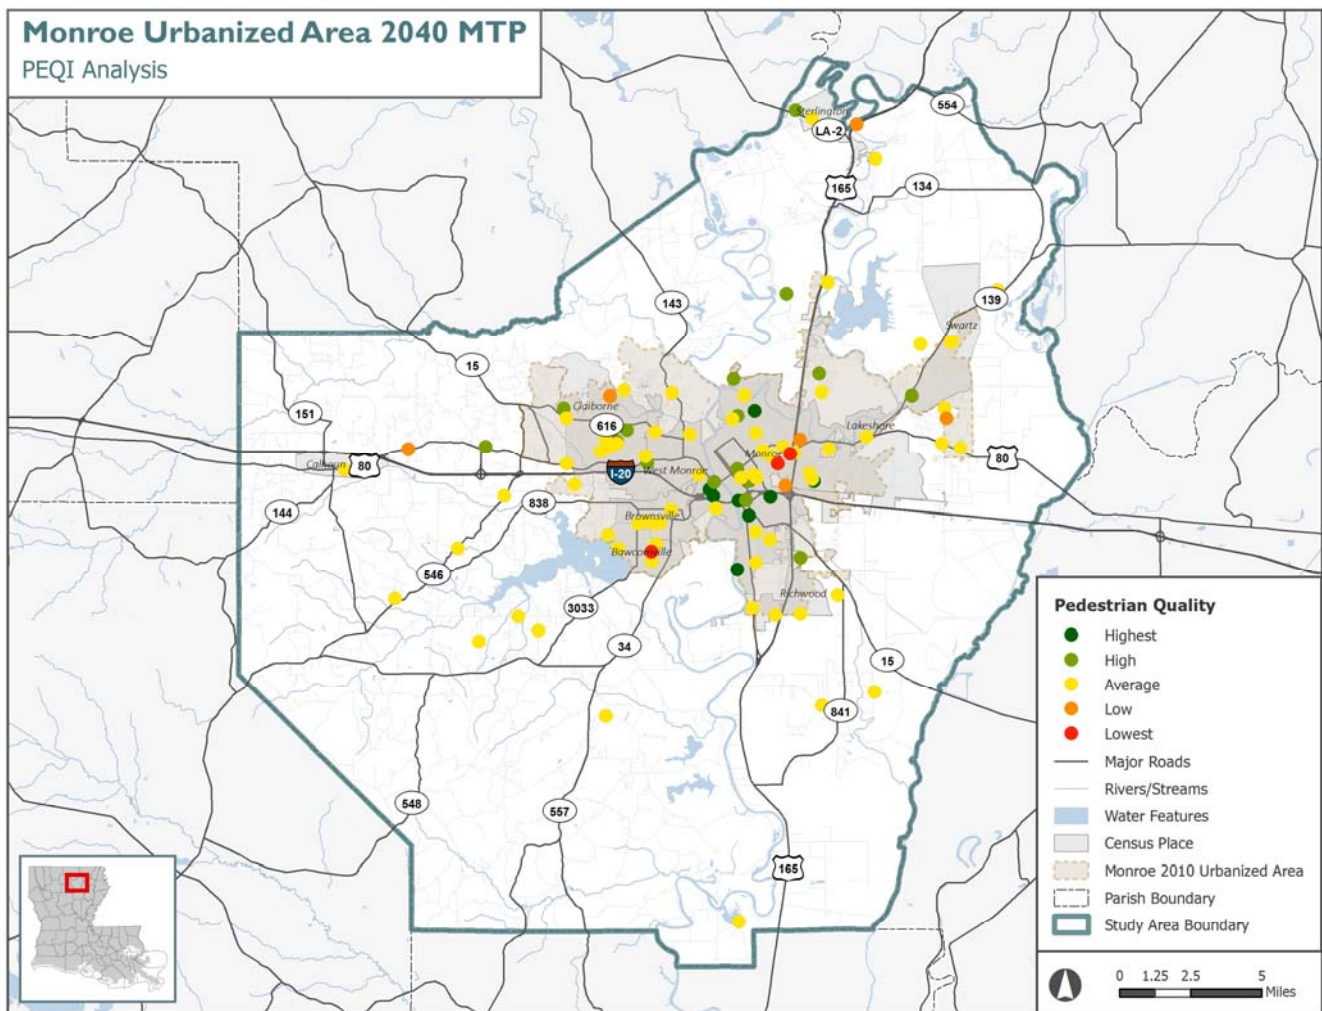 Monroe Urbanized Area 2040 MTP
PEQI Analysis
Sterlington
554
LA-2
165
134
143
139
Swartz
15
151
Claiborne
616
Lakeshore
Monroe
80
Calhoun
80
I-20
West Monroe
144
838
Brownsville
Bawcomville
546
3033
Richwood
34
15
841
548
557
165
Pedestrian Quality
Highest
High
Average
Low
Lowest
Major Roads
Rivers/Streams
Water Features
Census Place
Monroe 2010 Urbanized Area
Parish Boundary
Study Area Boundary
0 1.25 2.5 5
Miles